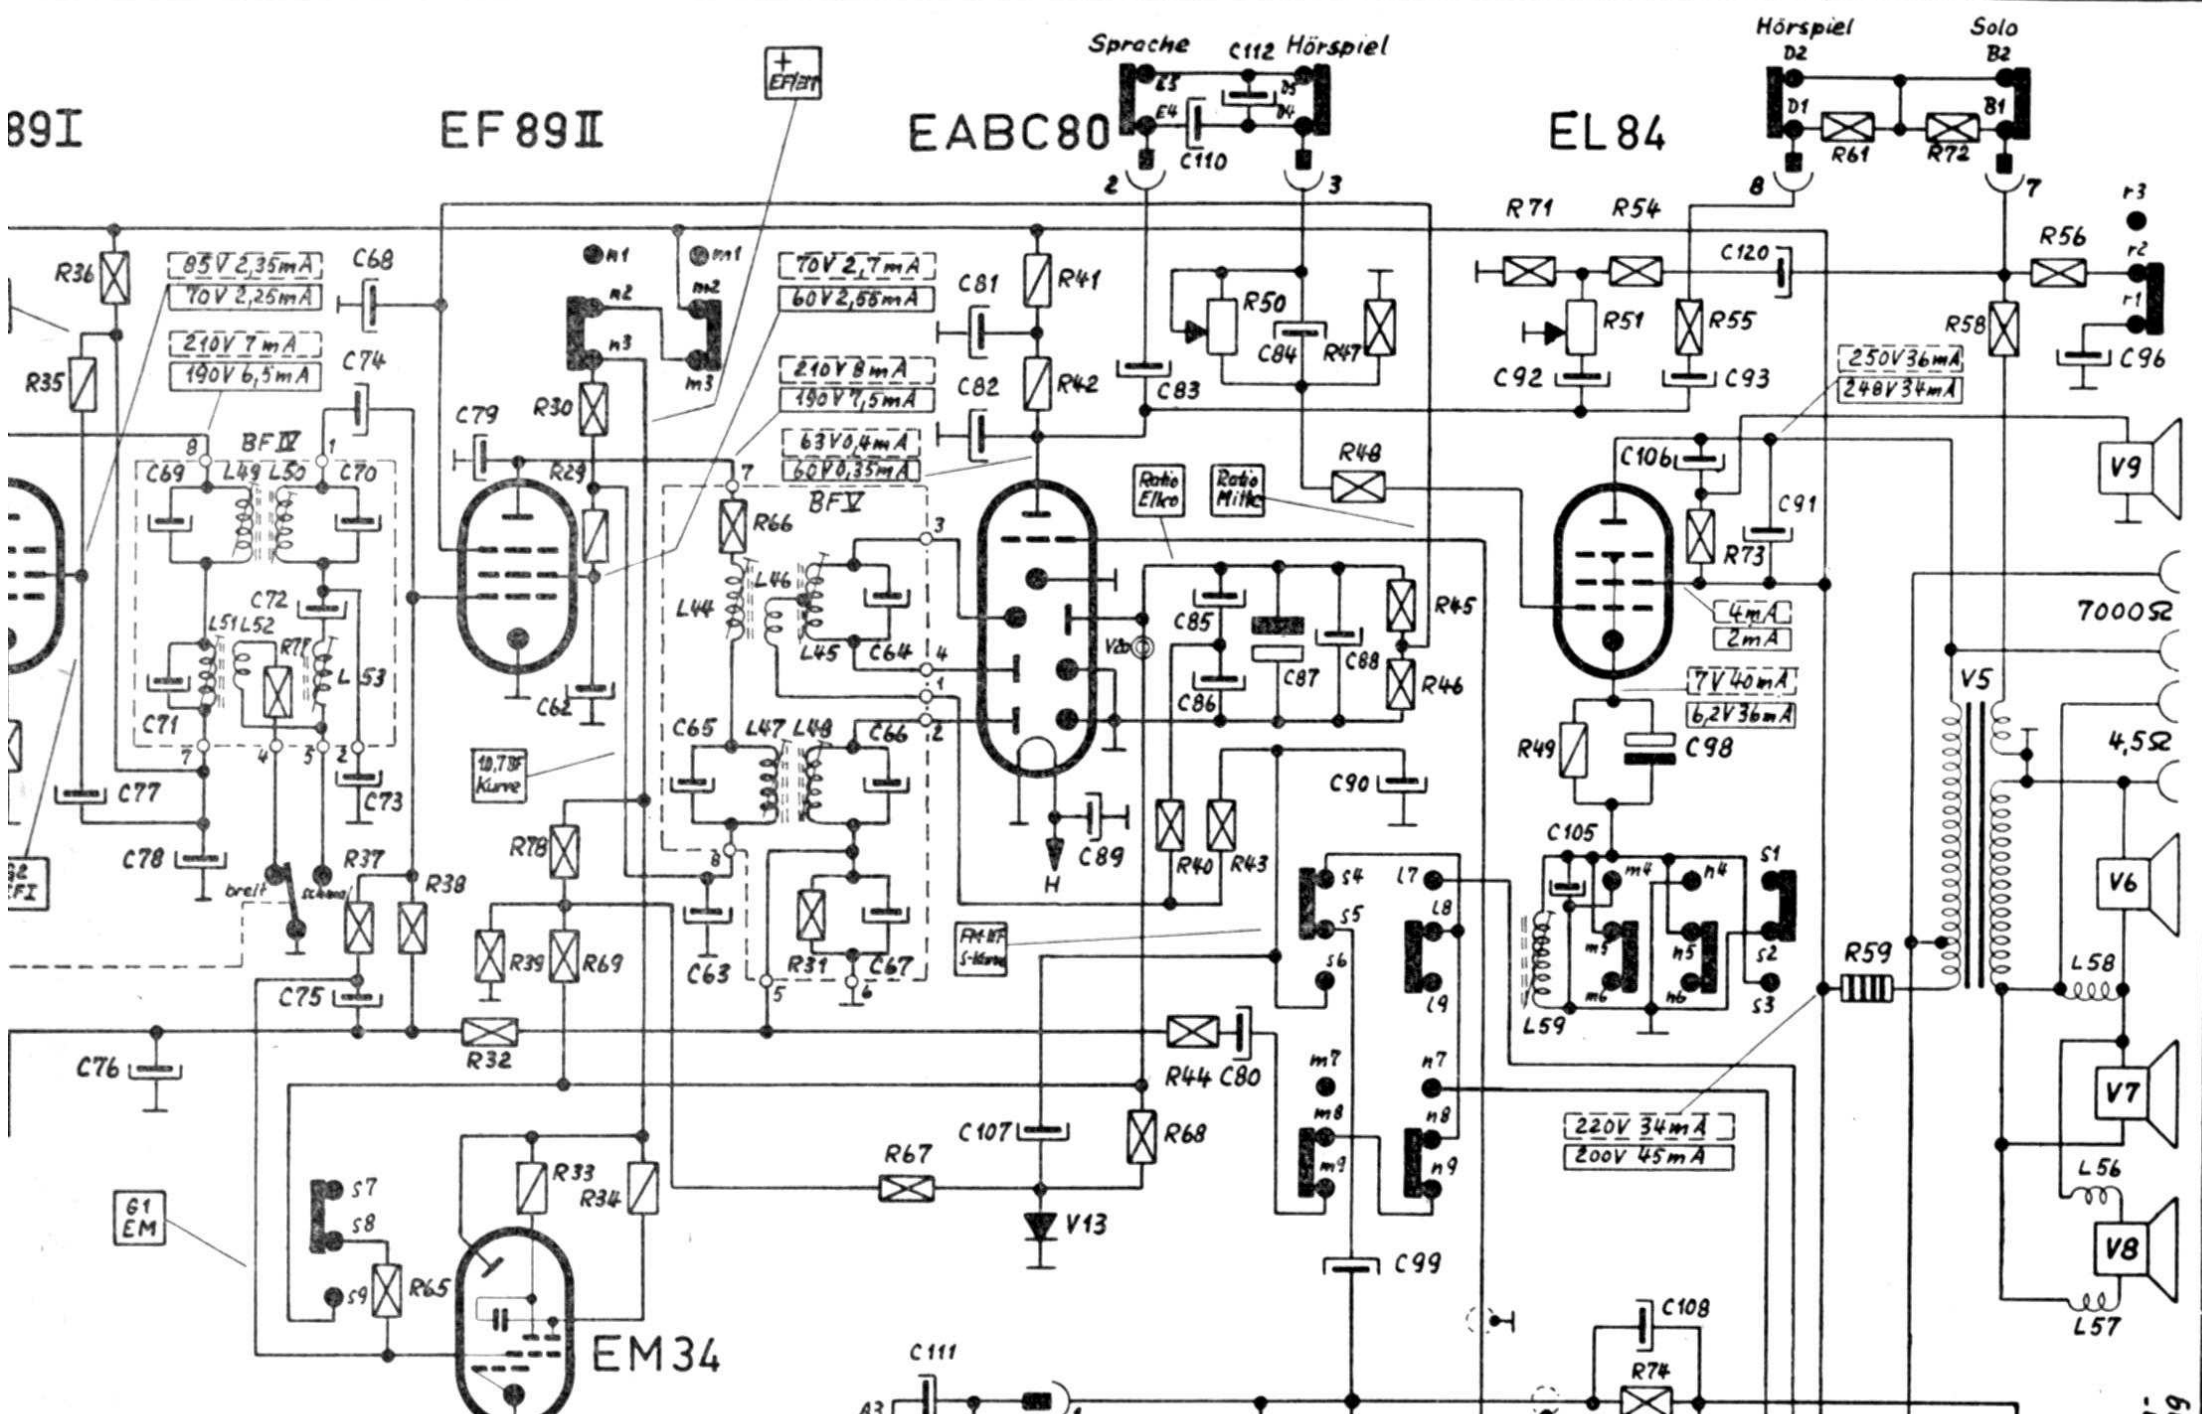 Sprache
C112
Hörspiel
Hörspiel
Solo
D2
B2
+
E5
D5
E4
D4
D1
B1
89I
EF89II
EABC80
EL84
C110
R61
R72
2
3
8
7
r3
R71
R54
R56
R36
85V 2,35mA
70V 2,25mA
C68
n1
m1
70V 2,7mA
60V 2,55mA
C81
R41
C120
r2
n2
m2
R50
R51
R55
R58
r1
210V 7mA
190V 6,5mA
C84
R47
C96
R35
C74
n3
m3
210V 8mA
190V 7,5mA
C82
R42
C83
C92
C93
250V 36mA
248V 34mA
R30
C79
63V 0,4mA
60V 0,35mA
8
BF IV
1
R29
7
BF V
R48
C106
V9
C69
L49
L50
C70
Ratio
Elko
Ratio
Mitte
R66
3
C91
R73
L46
L44
C72
L51
L52
L53
L45
C64
4
1
C85
R45
4mA
2mA
7000Ω
C87
C88
R46
C86
7V 40mA
6,2V 36mA
V5
C71
C62
C65
L47
C66
2
R49
C98
4,5Ω
7
4
5
2
10,7 BF
Kurve
C77
C73
C90
C105
C78
R78
8
C89
R40
R43
H
breit
R37
R38
s4
l7
m4
n4
s1
V6
s5
l8
m5
n5
s2
R39
R69
C63
R31
C67
s6
l9
m6
n6
s3
R59
L58
C75
5
6
L59
R32
C76
R44
C80
m7
n7
m8
n8
V7
C107
R68
220V 34mA
200V 45mA
R33
R34
R67
m9
n9
L56
s7
G1
EM
s8
V13
V8
C99
s9
R65
C108
L57
EM34
C111
R74
A3